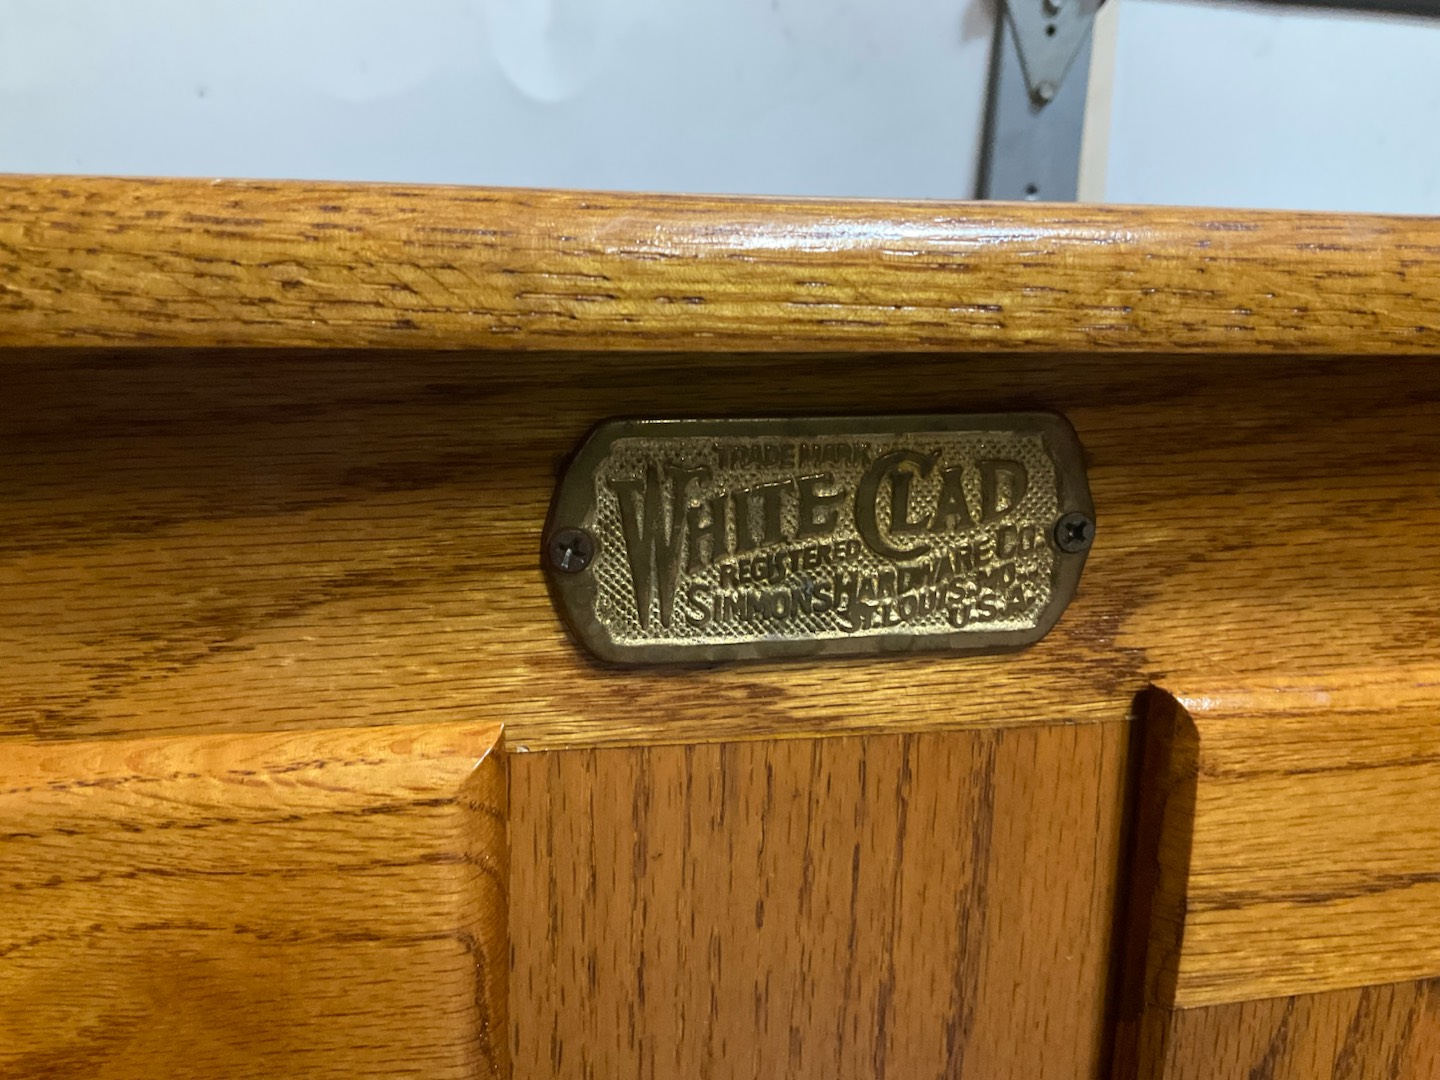 TRADE MARK
WHITE CLAD
REGISTERED
SIMMONS HARDWARE CO.
ST. LOUIS, MO.
U.S.A.